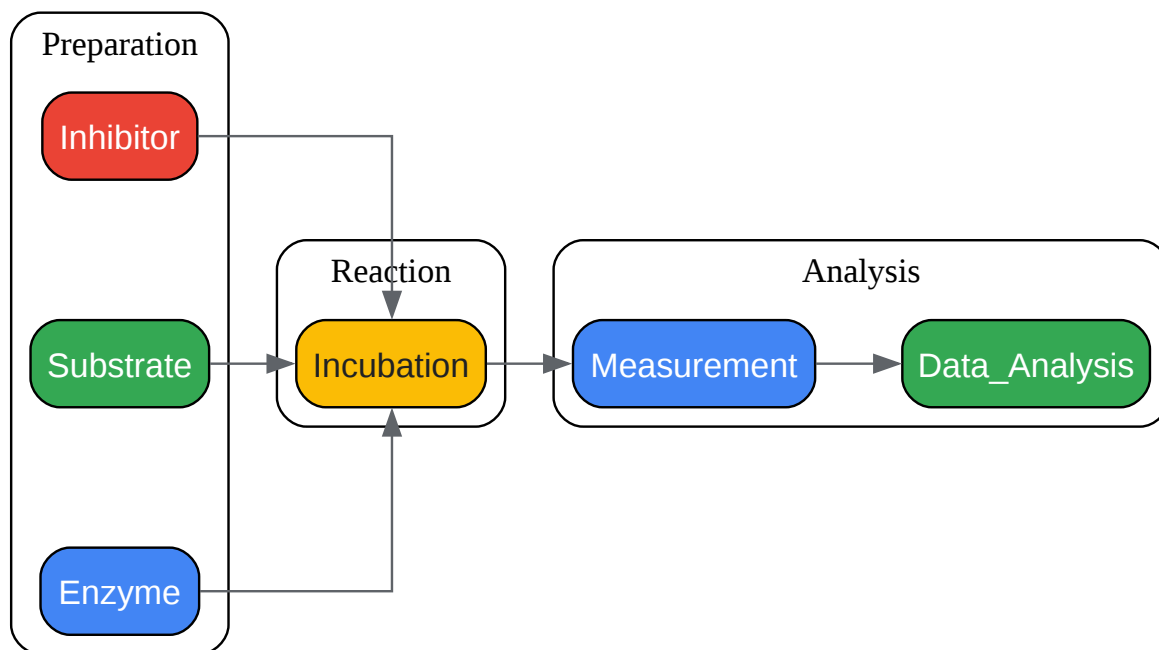 Preparation
Inhibitor
Reaction
Analysis
Substrate
Incubation
Measurement
Data_Analysis
Enzyme